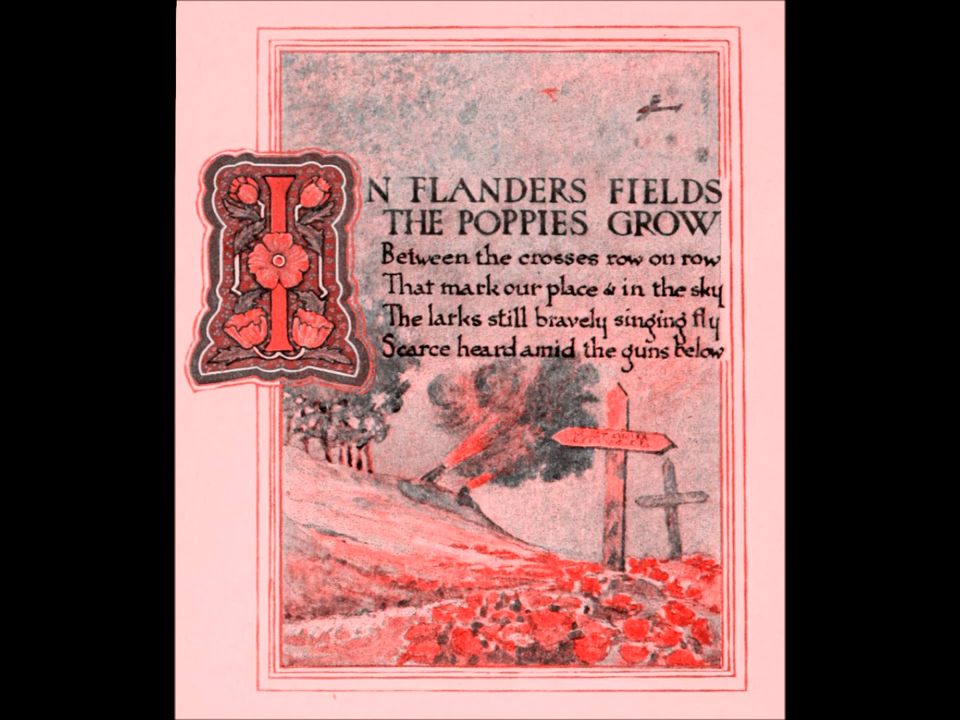 IN FLANDERS FIELDS
THE POPPIES GROW
Between the crosses row on row
That mark our place & in the sky
The larks still bravely singing fly
Scarce heard amid the guns below